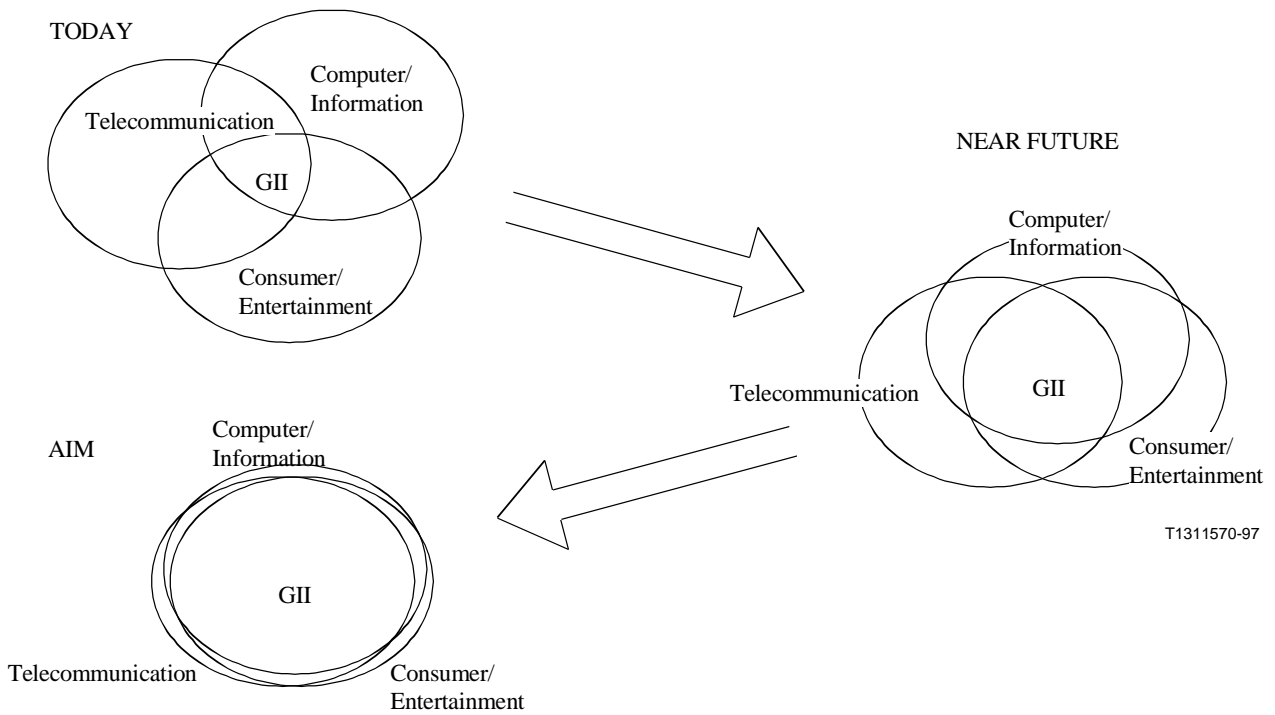 TODAY
Computer/
Information
Telecommunication
GII
Consumer/
Entertainment
NEAR FUTURE
Computer/
Information
Telecommunication
GII
Consumer/
Entertainment
T1311570-97
AIM
Computer/
Information
GII
Telecommunication
Consumer/
Entertainment